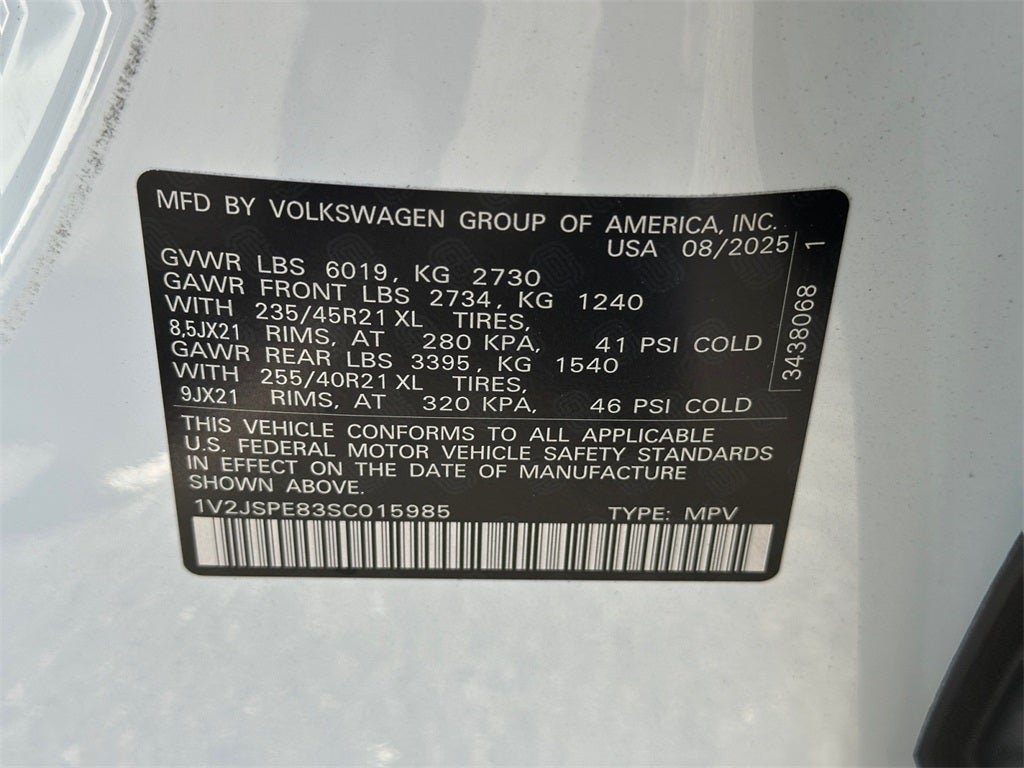 MFD BY VOLKSWAGEN GROUP OF AMERICA, INC.
USA 08/2025
GVWR LBS 6019, KG 2730
GAWR FRONT LBS 2734, KG 1240
WITH 235/45R21 XL TIRES,
8,5JX21 RIMS, AT 280 KPA, 41 PSI COLD
GAWR REAR LBS 3395, KG 1540
WITH 255/40R21 XL TIRES,
9JX21 RIMS, AT 320 KPA, 46 PSI COLD
THIS VEHICLE CONFORMS TO ALL APPLICABLE
U.S. FEDERAL MOTOR VEHICLE SAFETY STANDARDS
IN EFFECT ON THE DATE OF MANUFACTURE
SHOWN ABOVE.
1V2JSPE83SC015985 TYPE: MPV
3438068 1